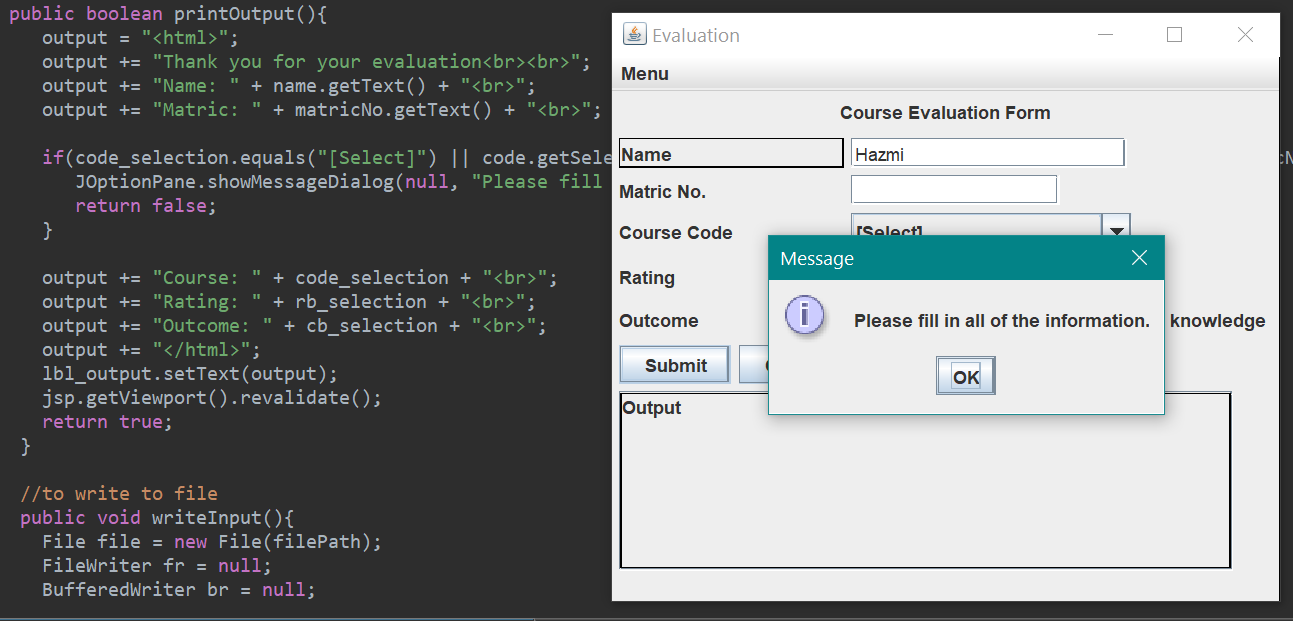 public boolean printOutput(){
output = "<html>";
output += "Thank you for your evaluation<br><br>";
output += "Name: " + name.getText() + "<br>";
output += "Matric: " + matricNo.getText() + "<br>";
if(code_selection.equals("[Select]") || code.getSele
JOptionPane.showMessageDialog(null, "Please fill
return false;
}
output += "Course: " + code_selection + "<br>";
output += "Rating: " + rb_selection + "<br>";
output += "Outcome: " + cb_selection + "<br>";
output += "</html>";
lbl_output.setText(output);
jsp.getViewport().revalidate();
return true;
}
//to write to file
public void writeInput(){
File file = new File(filePath);
FileWriter fr = null;
BufferedWriter br = null;
Evaluation
Menu
Course Evaluation Form
Name Hazmi
Matric No.
Course Code [Select]
Rating
Outcome knowledge
Submit
Output
Message
Please fill in all of the information.
OK